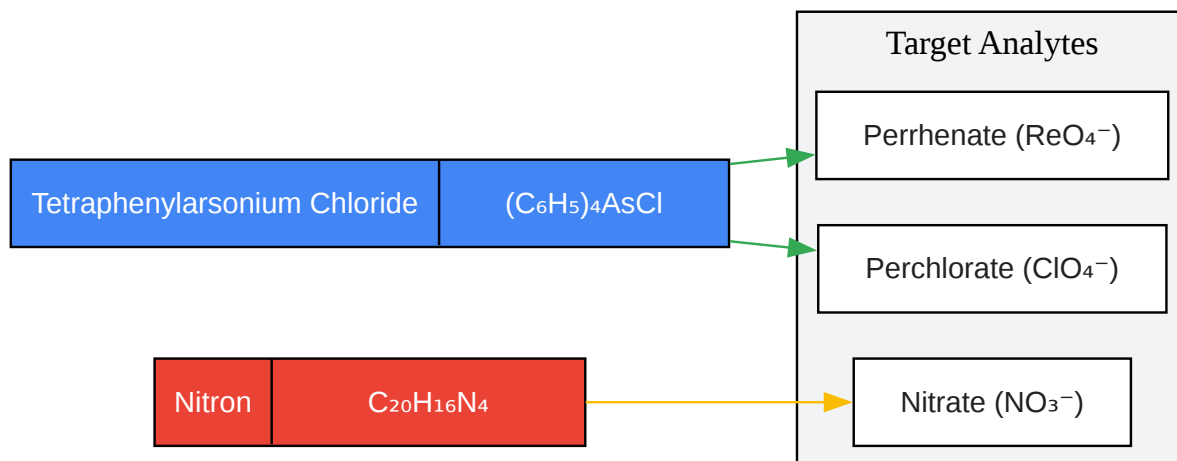 Target Analytes
Perrhenate (ReO₄⁻)
Tetraphenylarsonium Chloride
(C₆H₅)₄AsCl
Perchlorate (ClO₄⁻)
Nitron
C₂₀H₁₆N₄
Nitrate (NO₃⁻)